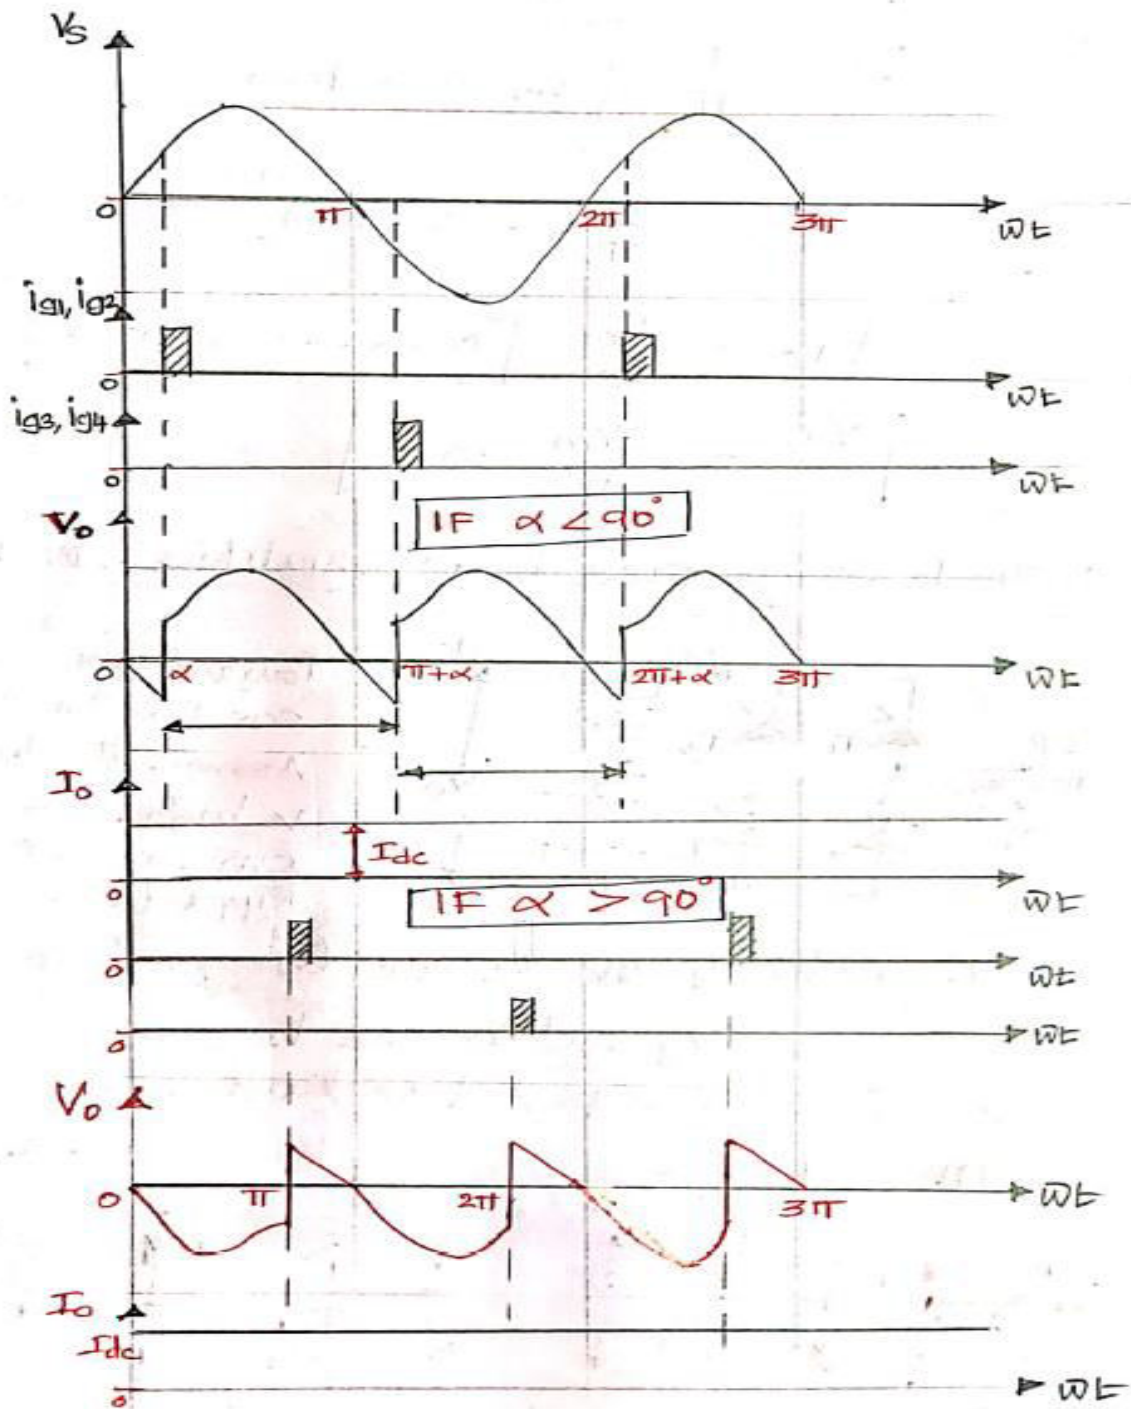 Vs
0 π 2π 3π ωt
ig1, ig2
0 ωt
ig3, ig4
0 ωt
IF α < 90°
Vo
0 α π+α 2π+α 3π ωt
Io
Idc
0 ωt
IF α > 90°
0 ωt
0 ωt
Vo
0 π 2π 3π ωt
Io
Idc
0 ωt